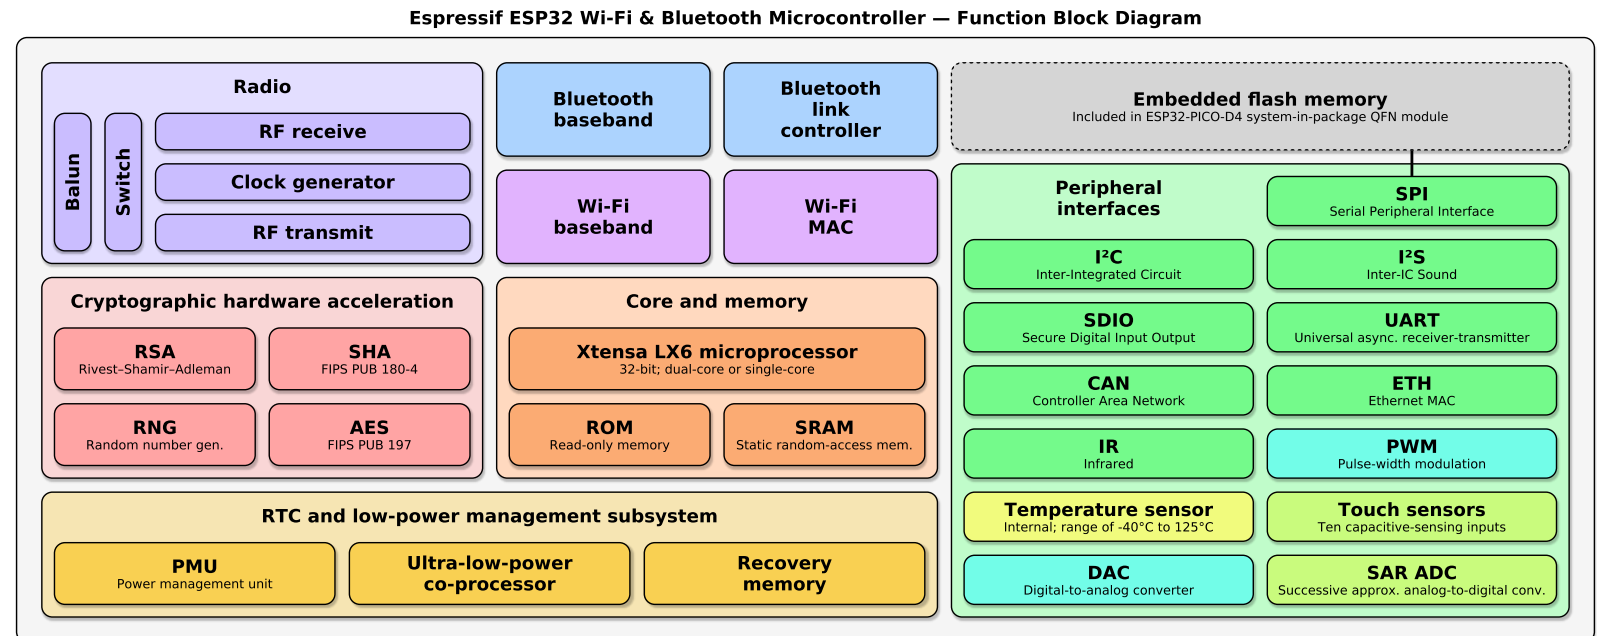 Espressif ESP32 Wi-Fi & Bluetooth Microcontroller — Function Block Diagram
Radio
Balun
Switch
RF receive
Clock generator
RF transmit
Bluetooth
baseband
Bluetooth
link
controller
Wi-Fi
baseband
Wi-Fi
MAC
Embedded flash memory
Included in ESP32-PICO-D4 system-in-package QFN module
Cryptographic hardware acceleration
RSA
Rivest–Shamir–Adleman
SHA
FIPS PUB 180-4
RNG
Random number gen.
AES
FIPS PUB 197
Core and memory
Xtensa LX6 microprocessor
32-bit; dual-core or single-core
ROM
Read-only memory
SRAM
Static random-access mem.
RTC and low-power management subsystem
PMU
Power management unit
Ultra-low-power
co-processor
Recovery
memory
Peripheral
interfaces
SPI
Serial Peripheral Interface
I²C
Inter-Integrated Circuit
I²S
Inter-IC Sound
SDIO
Secure Digital Input Output
UART
Universal async. receiver-transmitter
CAN
Controller Area Network
ETH
Ethernet MAC
IR
Infrared
PWM
Pulse-width modulation
Temperature sensor
Internal; range of -40°C to 125°C
Touch sensors
Ten capacitive-sensing inputs
DAC
Digital-to-analog converter
SAR ADC
Successive approx. analog-to-digital conv.